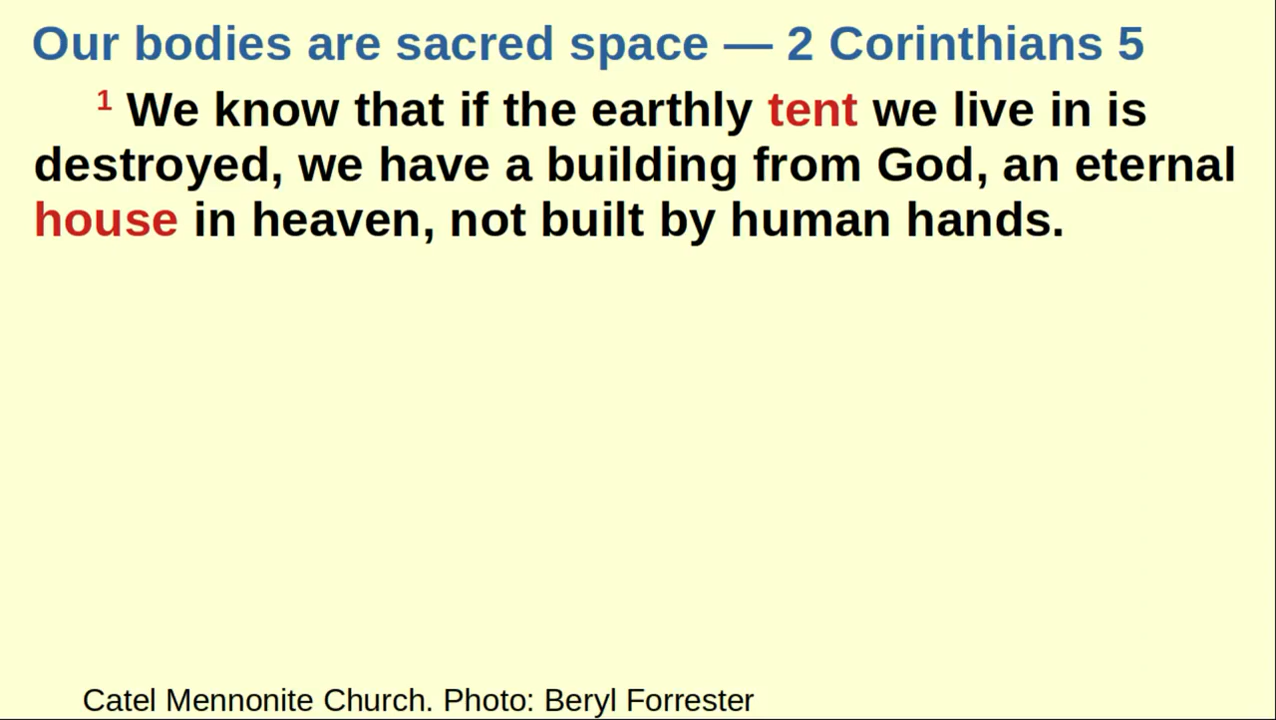 Our bodies are sacred space — 2 Corinthians 5
1 We know that if the earthly tent we live in is
destroyed, we have a building from God, an eternal
house in heaven, not built by human hands.
Catel Mennonite Church. Photo: Beryl Forrester